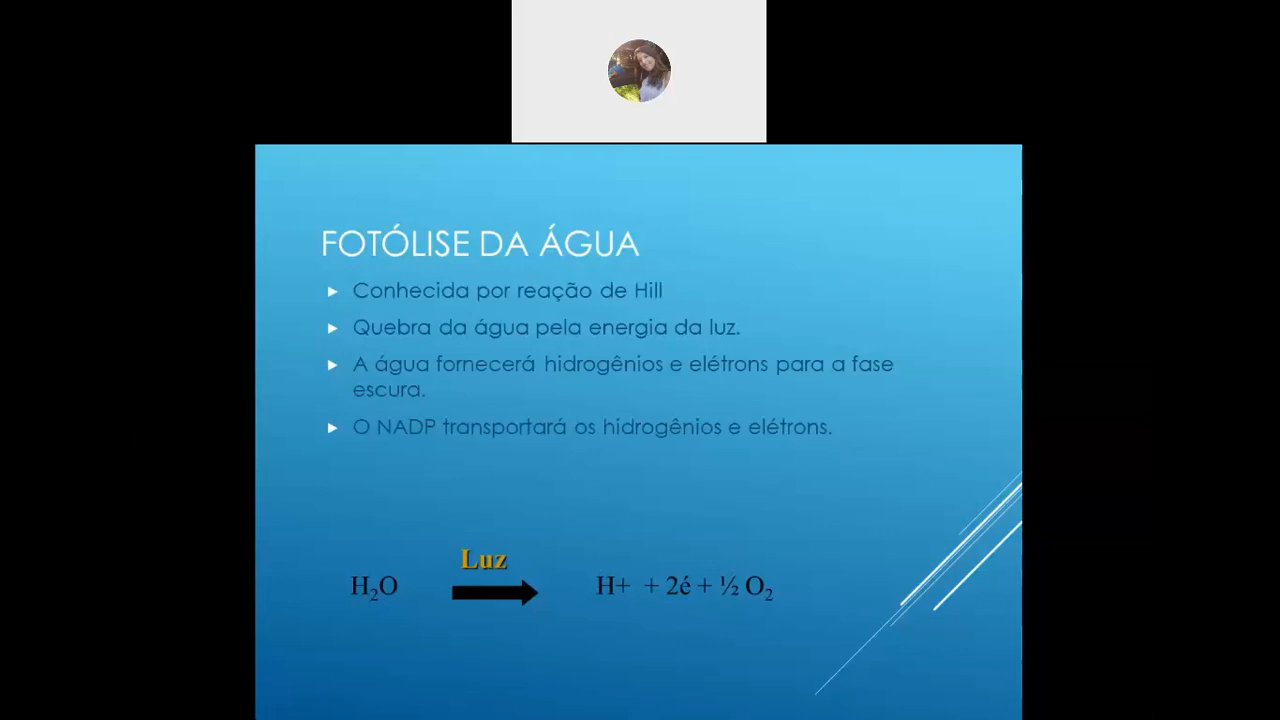 FOTÓLISE DA ÁGUA
Conhecida por reação de Hill
Quebra da água pela energia da luz.
A água fornecerá hidrogênios e elétrons para a fase
escura.
O NADP transportará os hidrogênios e elétrons.
Luz
H₂O H+ + 2é + ½ O₂